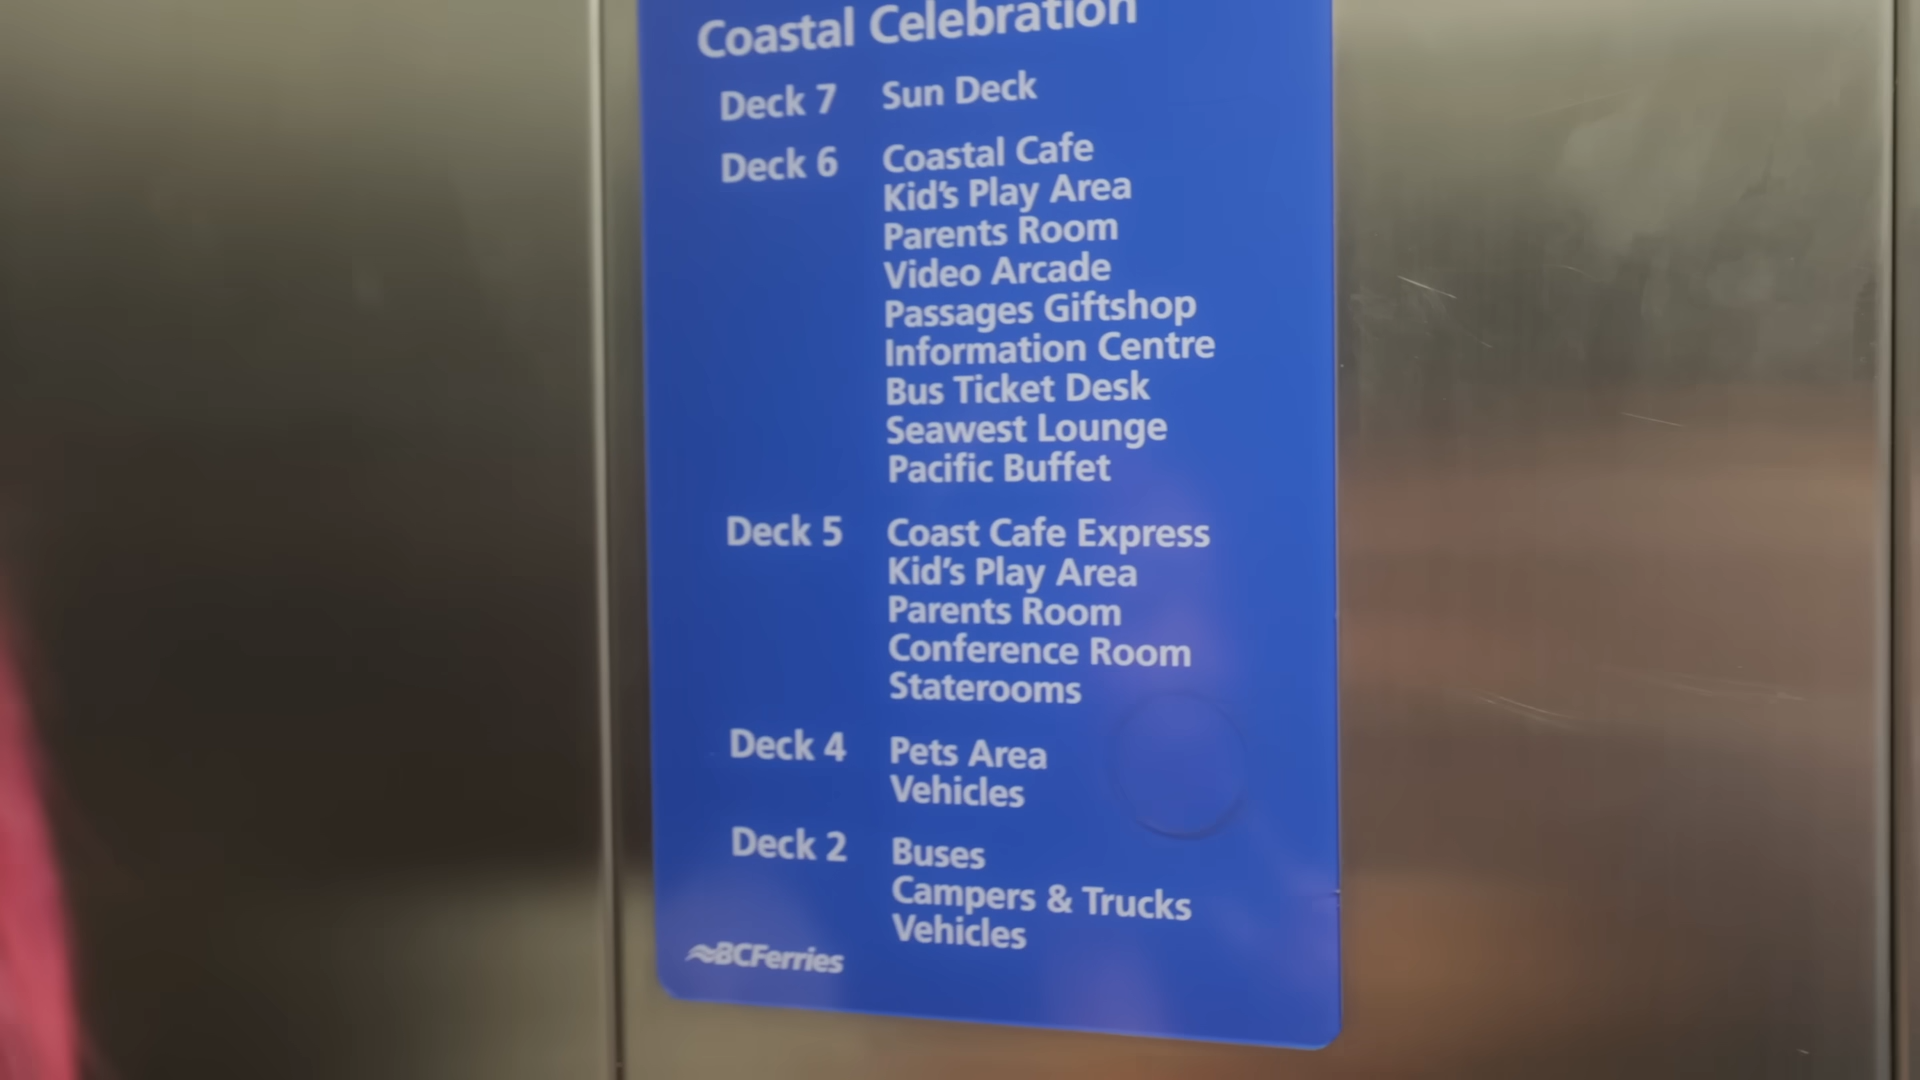 Coastal Celebration
Deck 7 Sun Deck
Deck 6 Coastal Cafe
Kid's Play Area
Parents Room
Video Arcade
Passages Giftshop
Information Centre
Bus Ticket Desk
Seawest Lounge
Pacific Buffet
Deck 5 Coast Cafe Express
Kid's Play Area
Parents Room
Conference Room
Staterooms
Deck 4 Pets Area
Vehicles
Deck 2 Buses
Campers & Trucks
Vehicles
BCFerries